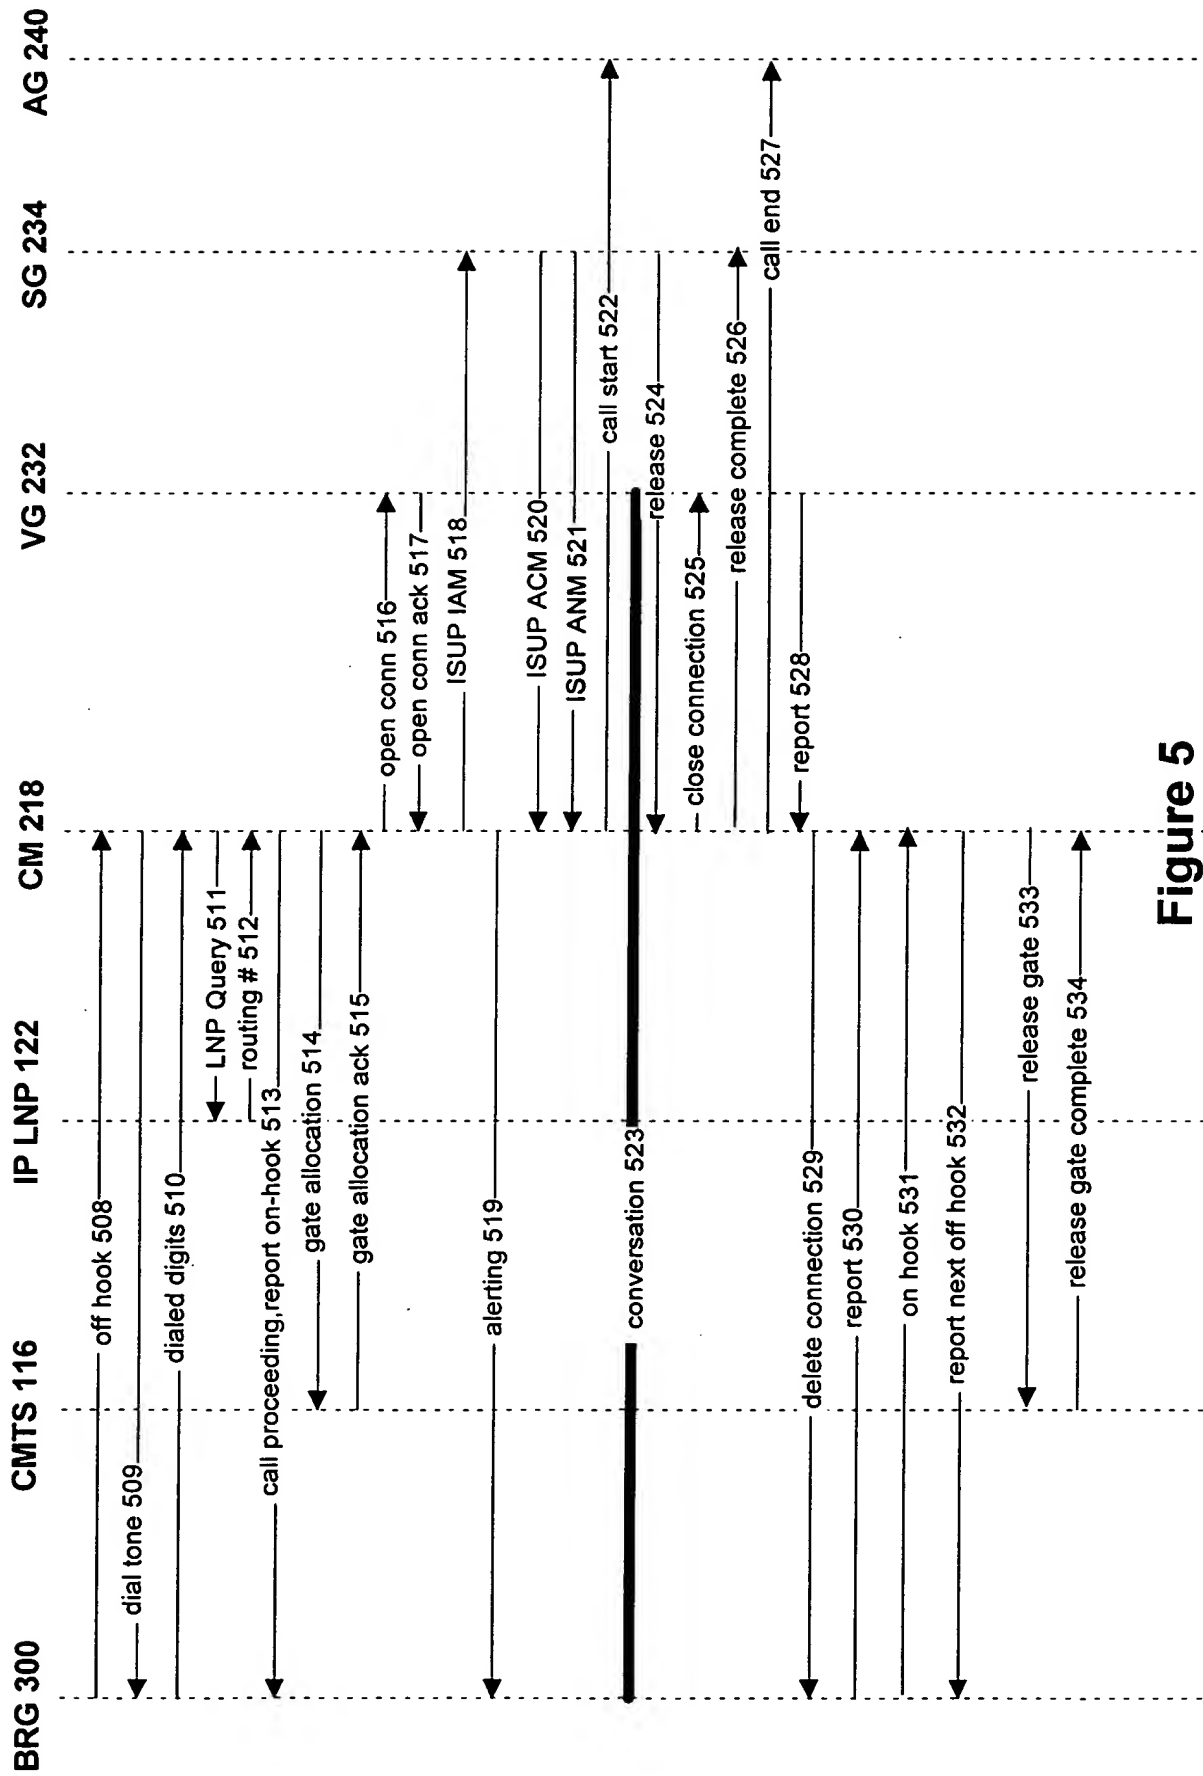 BRG 300
CMTS 116
IP LNP 122
CM 218
VG 232
SG 234
AG 240
off hook 508
dial tone 509
dialed digits 510
LNP Query 511
routing # 512
call proceeding,report on-hook 513
gate allocation 514
gate allocation ack 515
open conn 516
open conn ack 517
ISUP IAM 518
alerting 519
ISUP ACM 520
ISUP ANM 521
call start 522
conversation 523
release 524
close connection 525
release complete 526
call end 527
report 528
delete connection 529
report 530
on hook 531
report next off hook 532
release gate 533
release gate complete 534
Figure 5